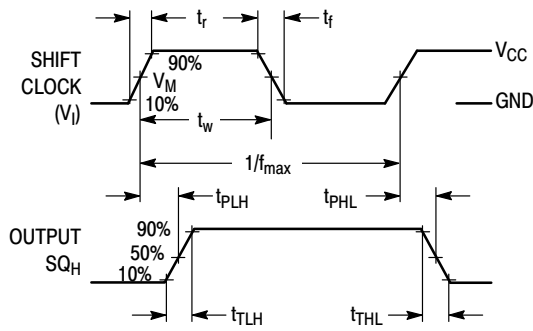 t_r t_f
SHIFT CLOCK (V_I)
90%
V_M
10%
V_CC
GND
t_w
1/f_max
t_PLH t_PHL
OUTPUT SQ_H
90%
50%
10%
t_TLH t_THL